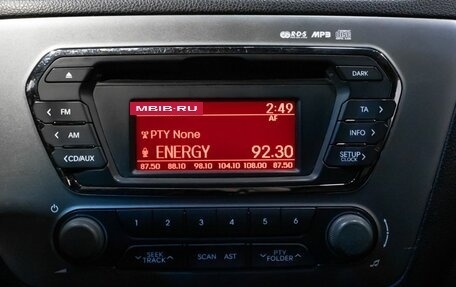 RDS MP3
DARK
FM
AM
CD/AUX
TA
INFO
SETUP
CLOCK
MBIB·RU
2:49
AF
PTY None
ENERGY 92.30
87.50 88.10 98.10 104.10 108.00 87.50
1 2 3 4 5 6
SEEK
TRACK
SCAN AST
PTY
FOLDER